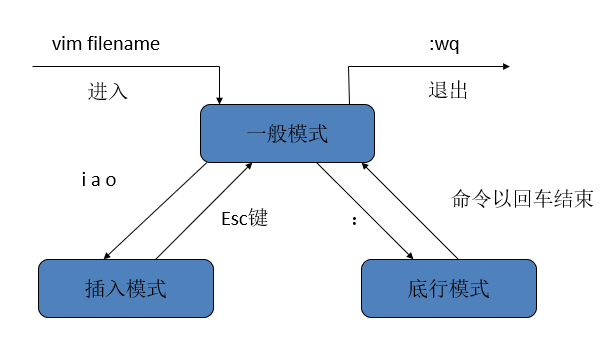 vim filename
:wq
进入
退出
一般模式
i a o
Esc键
:
命令以回车结束
插入模式
底行模式